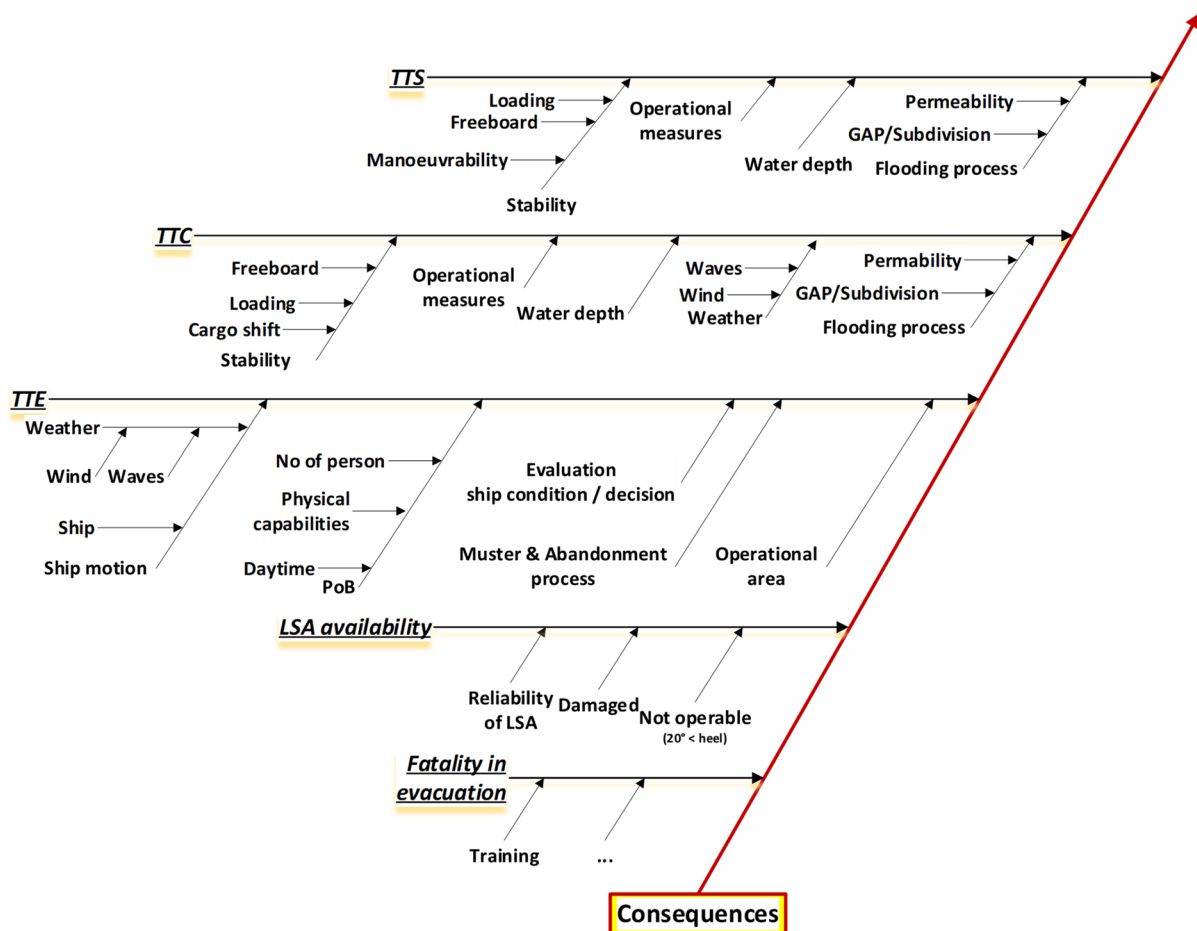 TTS
Loading
Freeboard
Manoeuvrability
Stability
Operational
measures
Water depth
Permeability
GAP/Subdivision
Flooding process
TTC
Freeboard
Loading
Cargo shift
Stability
Operational
measures
Water depth
Waves
Wind
Weather
Permability
GAP/Subdivision
Flooding process
TTE
Weather
Wind
Waves
Ship
Ship motion
No of person
Physical
capabilities
Daytime
PoB
Evaluation
ship condition / decision
Muster & Abandonment
process
Operational
area
LSA availability
Reliability
of LSA
Damaged
Not operable
(20° < heel)
Fatality in
evacuation
Training
...
Consequences